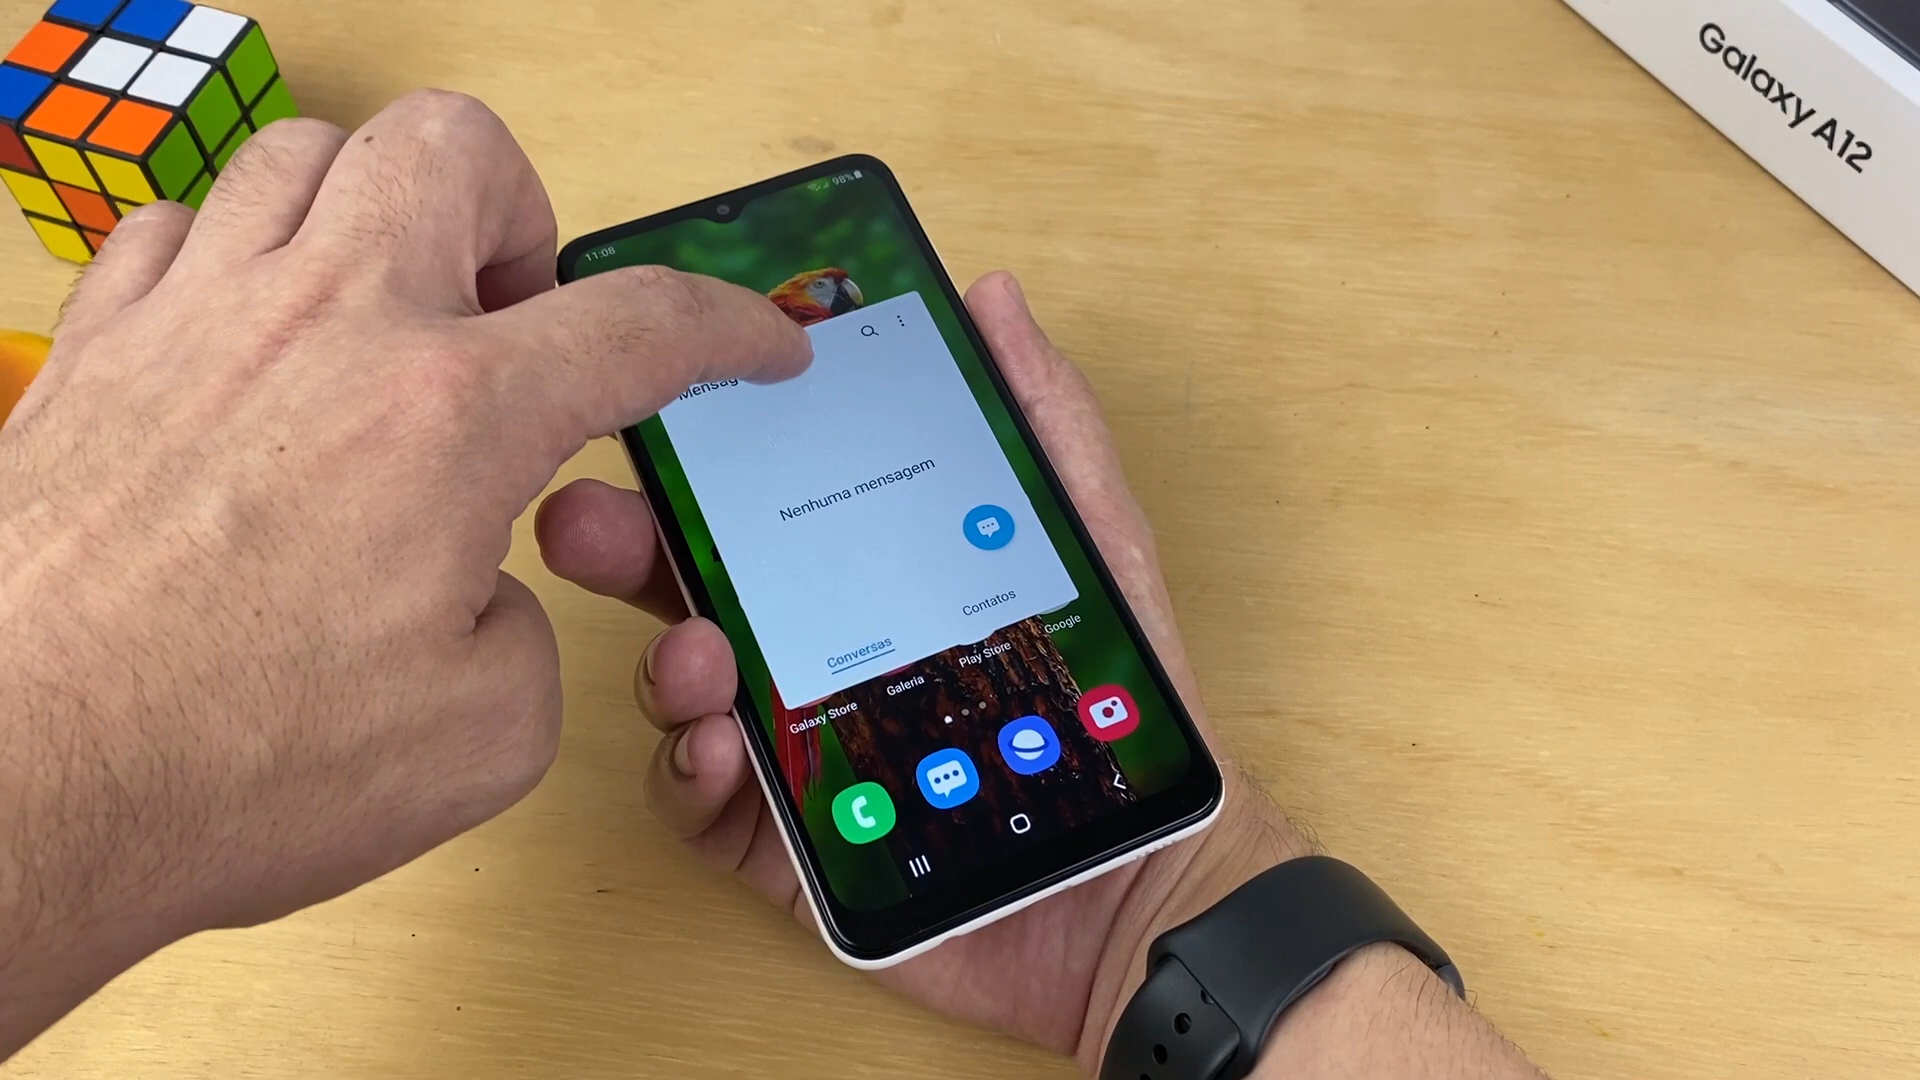 Galaxy A12
98%
11:08
Mensag
Nenhuma mensagem
Contatos
Conversas
Google
Play Store
Galeria
Galaxy Store